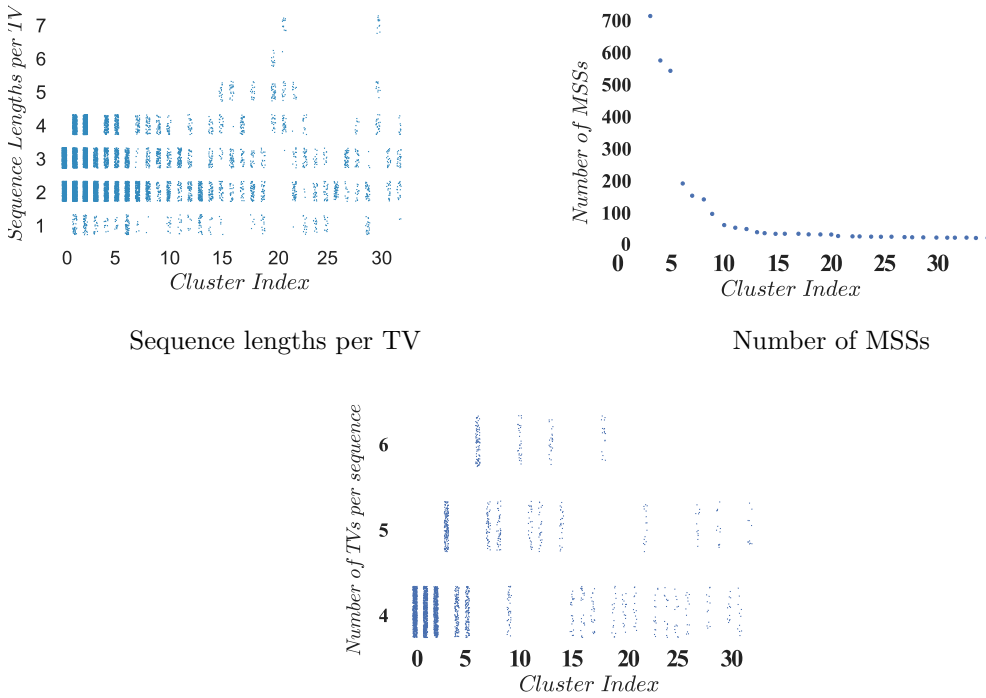 Sequence Lengths per TV
7
6
5
4
3
2
1
0 5 10 15 20 25 30
Cluster Index
Sequence lengths per TV
Number of MSSs
700
600
500
400
300
200
100
0
0 5 10 15 20 25 30
Cluster Index
Number of MSSs
Number of TVs per sequence
6
5
4
0 5 10 15 20 25 30
Cluster Index